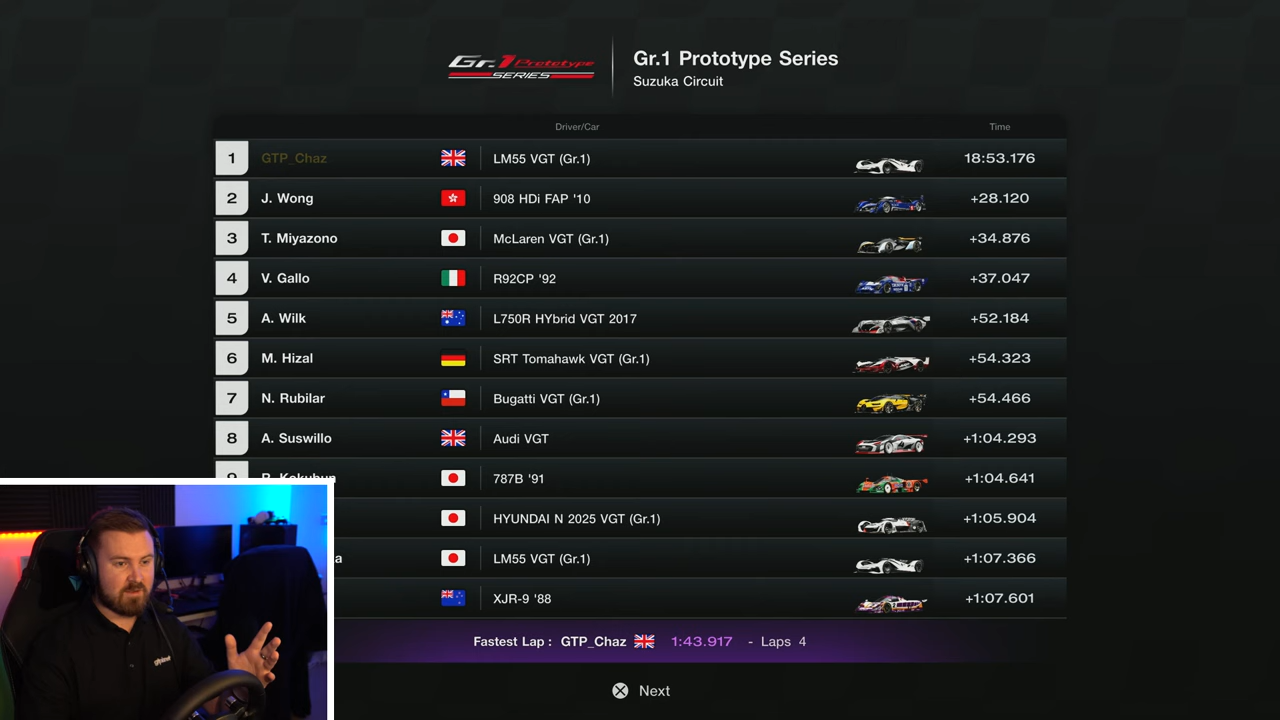 Gr.1 Prototype SERIES
Gr.1 Prototype Series
Suzuka Circuit
Driver/Car Time
1 GTP_Chaz LM55 VGT (Gr.1) 18:53.176
2 J. Wong 908 HDi FAP '10 +28.120
3 T. Miyazono McLaren VGT (Gr.1) +34.876
4 V. Gallo R92CP '92 +37.047
5 A. Wilk L750R HYbrid VGT 2017 +52.184
6 M. Hizal SRT Tomahawk VGT (Gr.1) +54.323
7 N. Rubilar Bugatti VGT (Gr.1) +54.466
8 A. Suswillo Audi VGT +1:04.293
787B '91 +1:04.641
HYUNDAI N 2025 VGT (Gr.1) +1:05.904
LM55 VGT (Gr.1) +1:07.366
XJR-9 '88 +1:07.601
Fastest Lap : GTP_Chaz 1:43.917 - Laps 4
Next